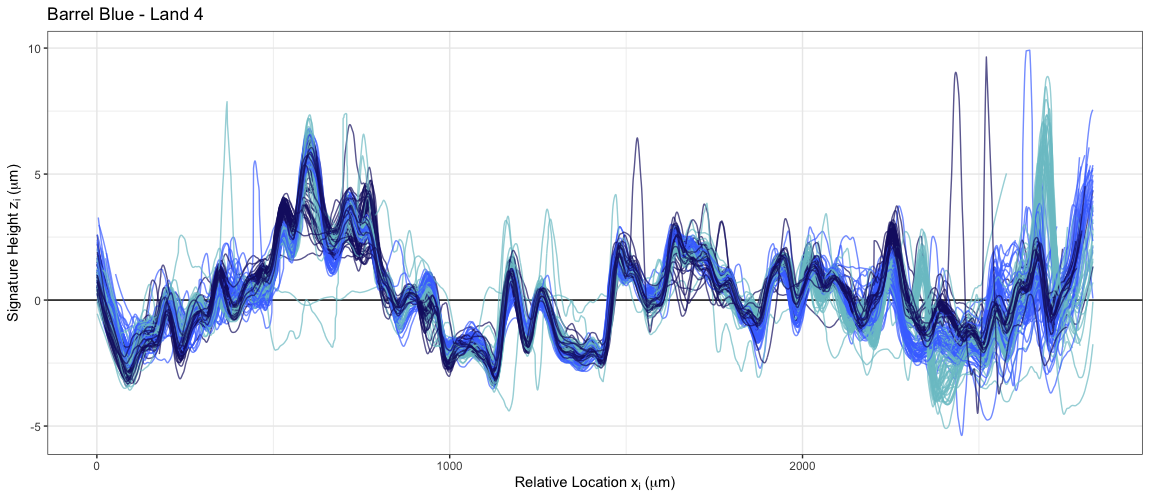 Barrel Blue - Land 4
10
5
0
-5
Signature Height zᵢ (μm)
0
1000
2000
Relative Location xᵢ (μm)